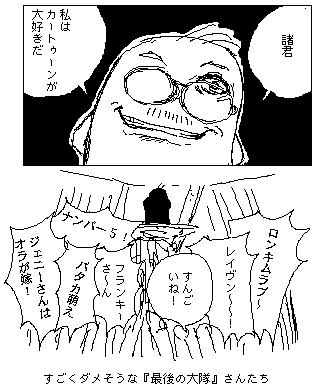 諸君
私は
カートゥーンが
大好きだ
ロンキムラブ〜
レイヴン〜〜!
すんご
いね!
フランキー
さ〜ん
ナンバー5!
バタカ萌え
ジェニーさんは
オラが嫁!
すごくダメそうな『最後の大隊』さんたち